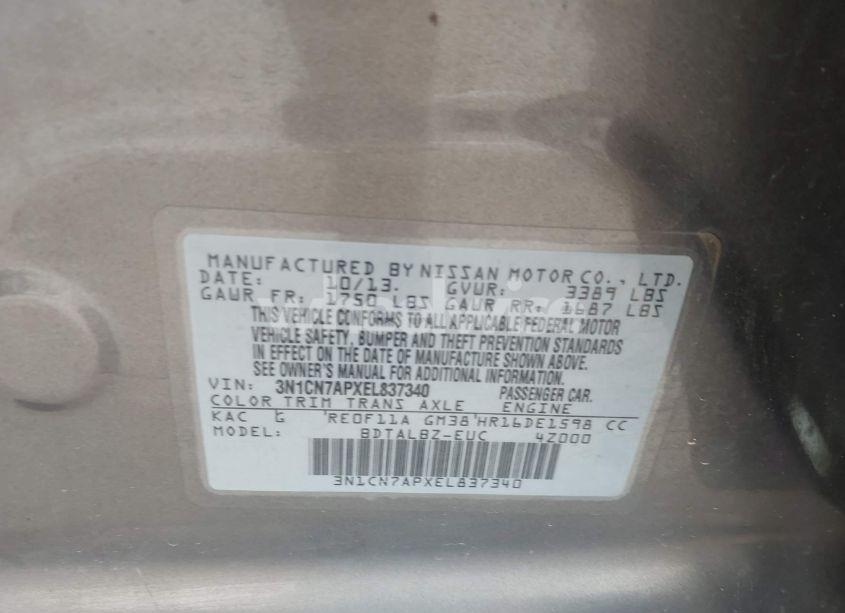 MANUFACTURED BY NISSAN MOTOR CO., LTD.
DATE: 10/13. GVWR: 3389 LBS
GAWR FR: 1750 LBS GAWR RR: 1687 LBS
THIS VEHICLE CONFORMS TO ALL APPLICABLE FEDERAL MOTOR
VEHICLE SAFETY, BUMPER AND THEFT PREVENTION STANDARDS
IN EFFECT ON THE DATE OF MANUFACTURE SHOWN ABOVE.
SEE OWNER'S MANUAL FOR ADDITIONAL INFORMATION.
VIN: 3N1CN7APXEL837340 PASSENGER CAR.
COLOR TRIM TRANS AXLE ENGINE
KAC G RE0F11A GM38 HR16DE1598 CC
MODEL: BDTALBZ-EUC 4Z000
3N1CN7APXEL837340